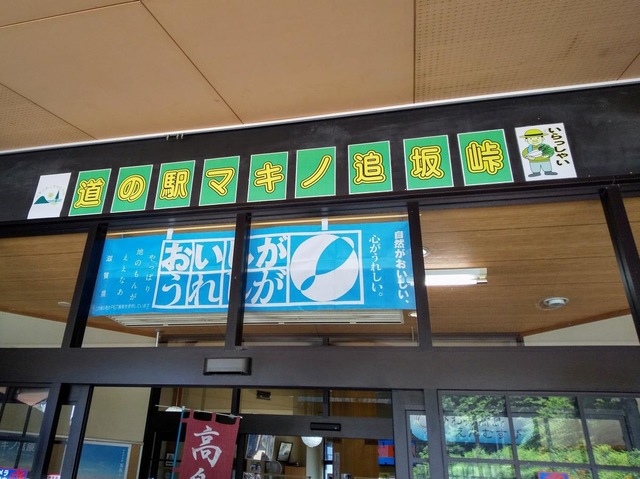 道の駅マキノ追坂峠
いらっしゃい
おいしが
うれしが
自然がおいしい、
心がうれしい。
やっぱり
地のもんが
ええなあ
滋賀県
高